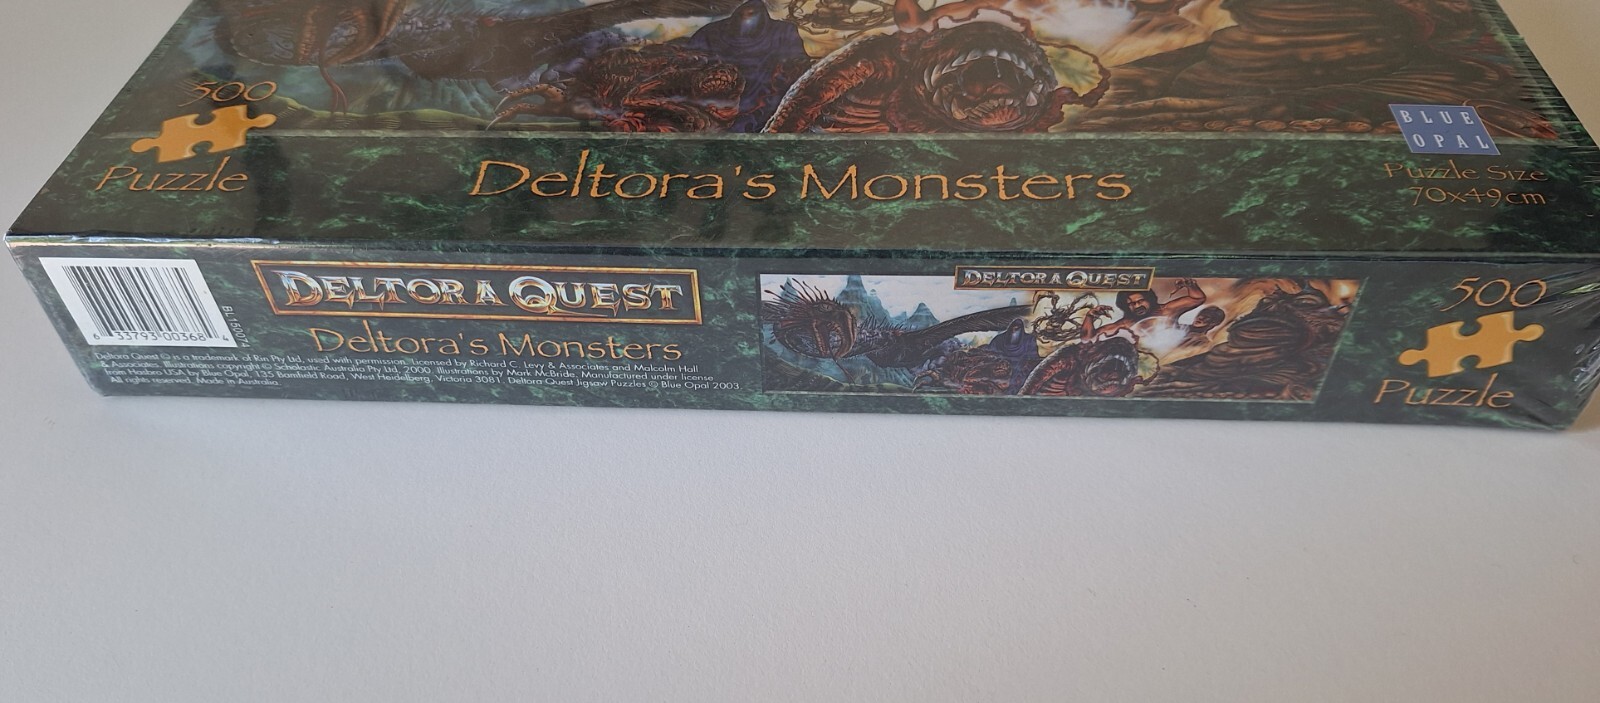 500
Puzzle
Deltora's Monsters
BLUE
OPAL
Puzzle Size
70x49cm
6 33793-00368 4
DELTORA QUEST
Deltora's Monsters
Deltora Quest © is a trademark of Rin Pty Ltd, used with permission. Licensed by Richard C. Levy & Associates and Malcolm Hall
& Associates. Illustrations copyright © Scholastic Australia Pty Ltd, 2000. Illustrations by Mark McBride. Manufactured under license
from Hasbro USA by Blue Opal, 135 Bamfield Road, West Heidelberg, Victoria 3081. Deltora Quest Jigsaw Puzzles © Blue Opal 2003.
All rights reserved. Made in Australia.
DELTORA QUEST
500
Puzzle